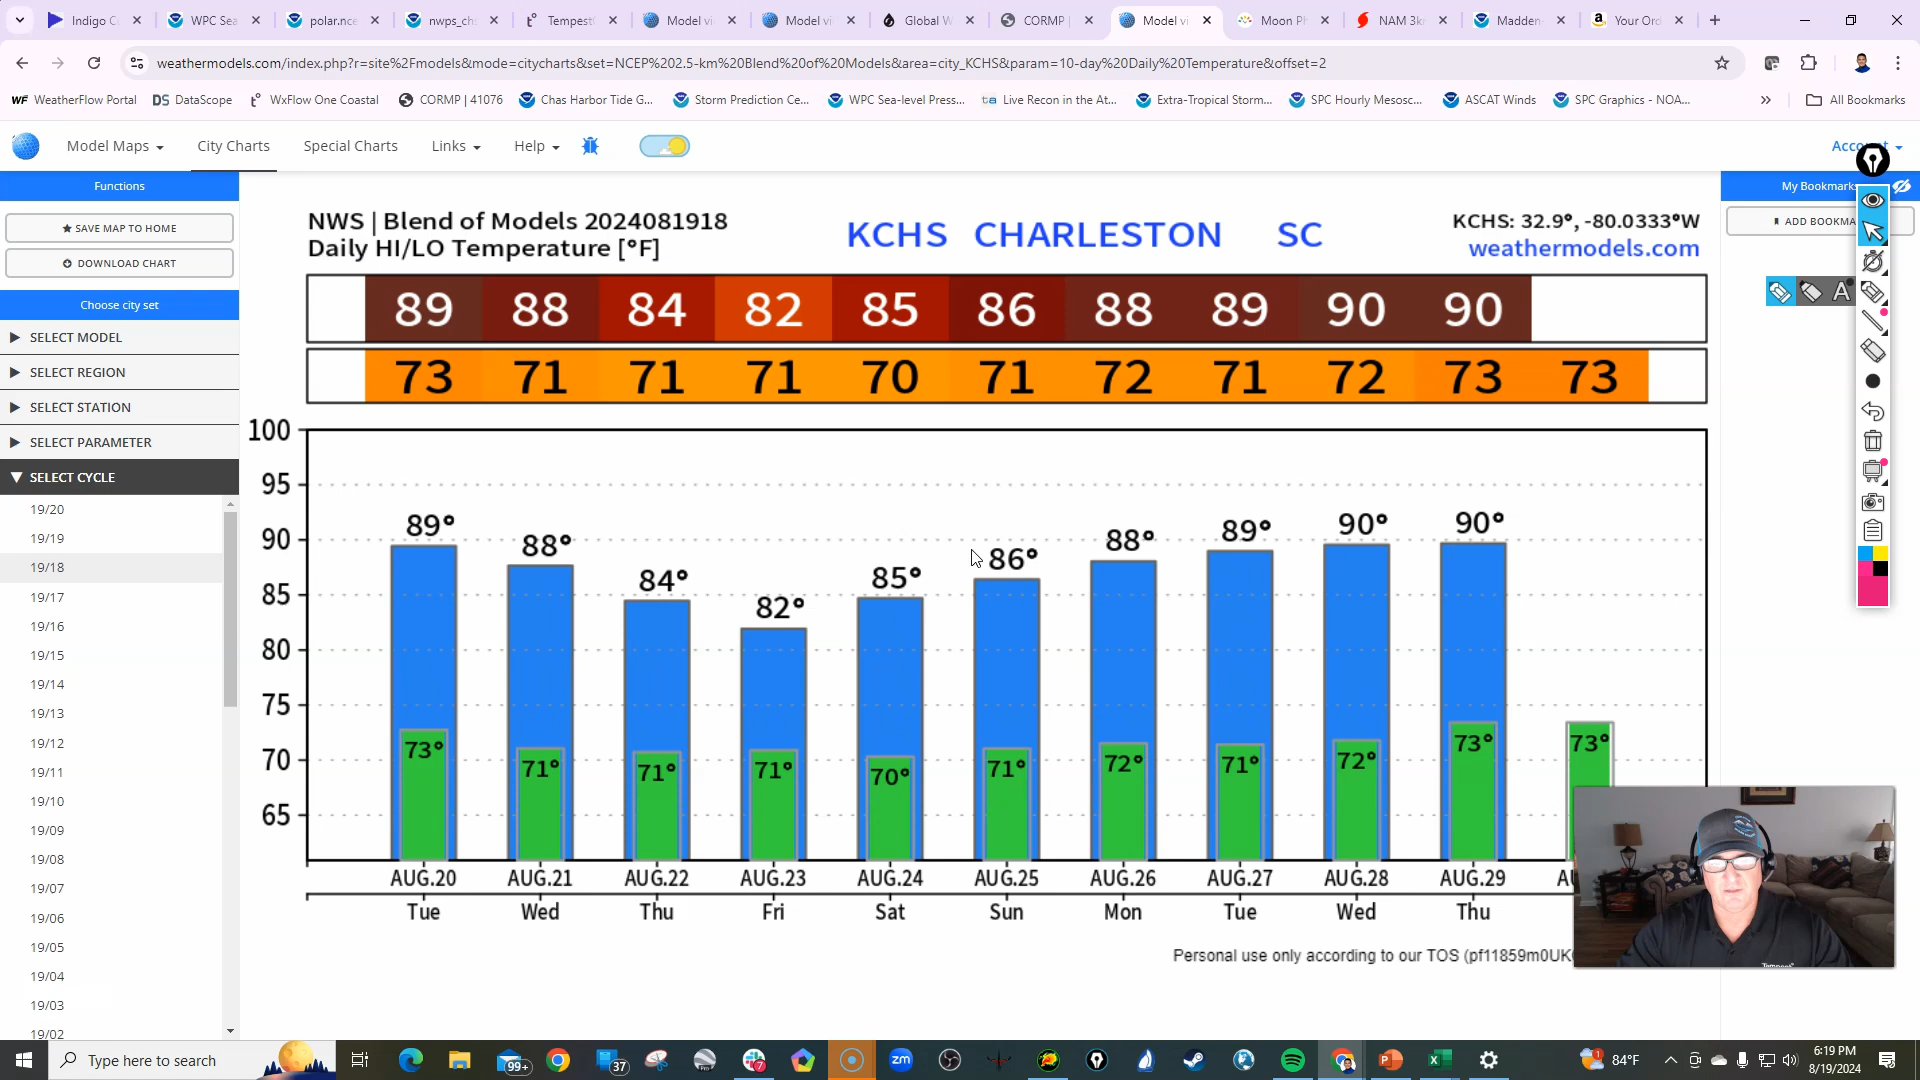 Indigo C
WPC Sea
polar.nce
nwps_chs
Tempest
Model vi
Model vi
Global W
CORMP |
Model vi
Moon Ph
NAM 3k
Madden
Your Ord
weathermodels.com/index.php?r=site%2Fmodels&mode=citycharts&set=NCEP%202.5-km%20Blend%20of%20Models&area=city_KCHS&param=10-day%20Daily%20Temperature&offset=2
WF WeatherFlow Portal
DS DataScope
WxFlow One Coastal
CORMP | 41076
Chas Harbor Tide G...
Storm Prediction Ce...
WPC Sea-level Press...
Live Recon in the At...
Extra-Tropical Storm...
SPC Hourly Mesosc...
ASCAT Winds
SPC Graphics - NOA...
All Bookmarks
Model Maps
City Charts
Special Charts
Links
Help
Functions
SAVE MAP TO HOME
DOWNLOAD CHART
Choose city set
SELECT MODEL
SELECT REGION
SELECT STATION
SELECT PARAMETER
SELECT CYCLE
19/20
19/19
19/18
19/17
19/16
19/15
19/14
19/13
19/12
19/11
19/10
19/09
19/08
19/07
19/06
19/05
19/04
19/03
19/02
My Bookmarks
ADD BOOKMA
NWS | Blend of Models 2024081918
Daily HI/LO Temperature [°F]
KCHS CHARLESTON SC
KCHS: 32.9°, -80.0333°W
weathermodels.com
89 88 84 82 85 86 88 89 90 90
73 71 71 71 70 71 72 71 72 73 73
100
95
90
85
80
75
70
65
89° 88° 84° 82° 85° 86° 88° 89° 90° 90°
73° 71° 71° 71° 70° 71° 72° 71° 72° 73° 73°
AUG.20 AUG.21 AUG.22 AUG.23 AUG.24 AUG.25 AUG.26 AUG.27 AUG.28 AUG.29
Tue Wed Thu Fri Sat Sun Mon Tue Wed Thu
Personal use only according to our TOS (pf11859m0UK
Type here to search
99+
37
zm
84°F
6:19 PM
8/19/2024